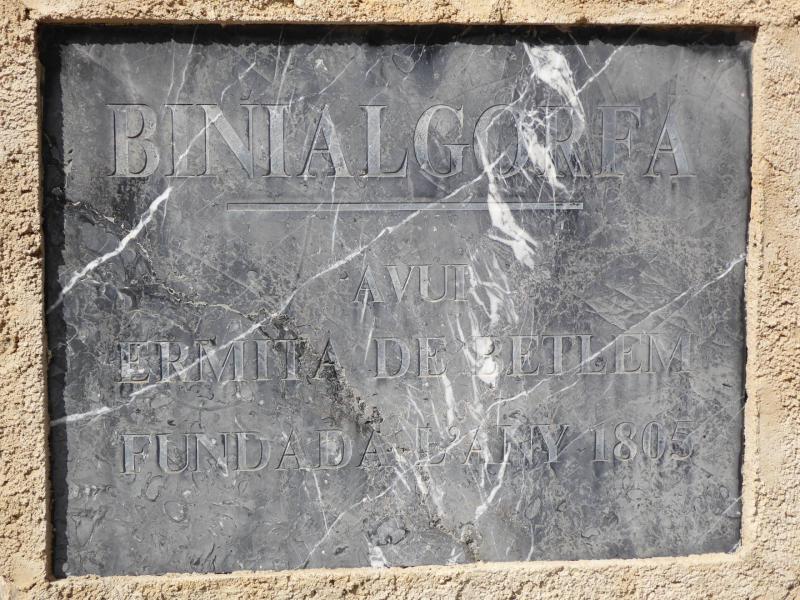 BINIALGORFA
AVUI
ERMITA DE BETLEM
FUNDADA L'ANY 1805